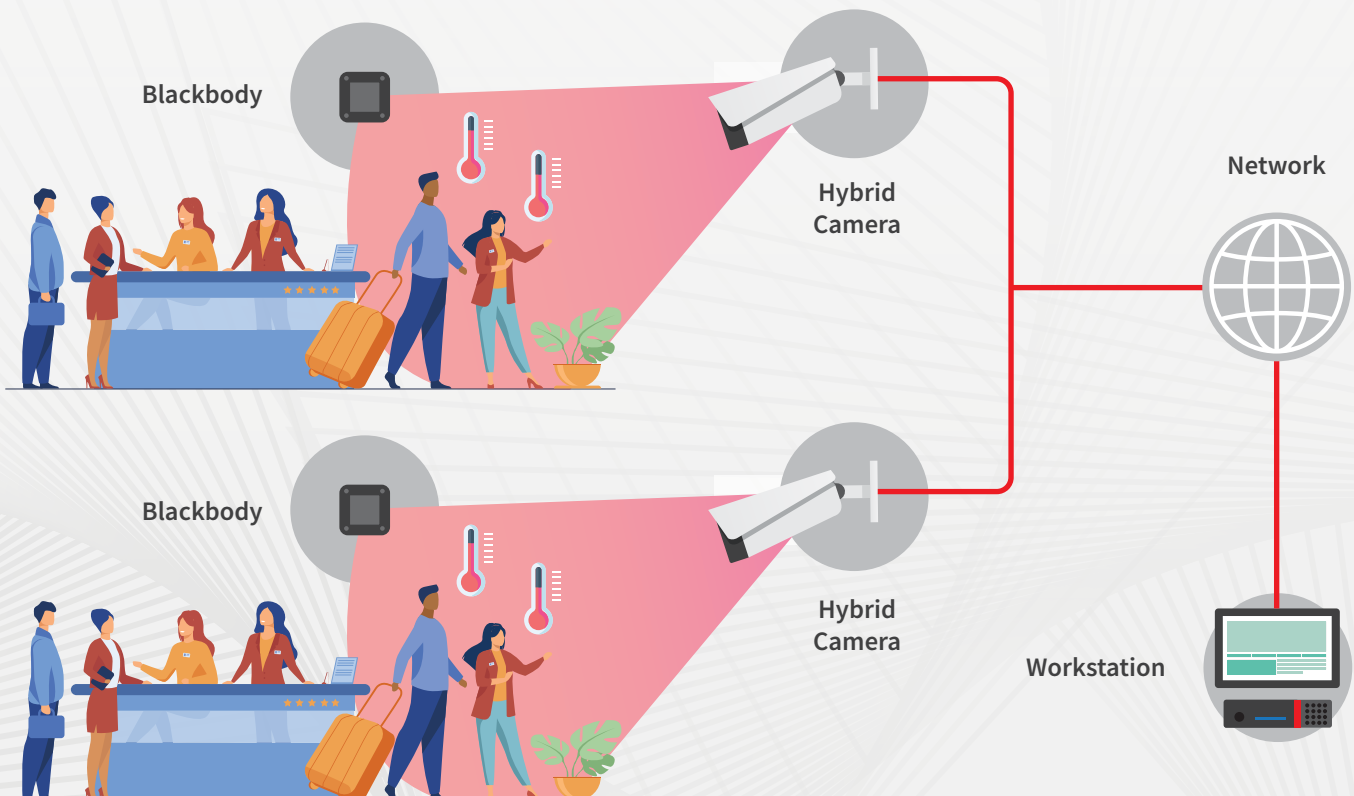 Blackbody
Hybrid
Camera
Network
Blackbody
Hybrid
Camera
Workstation